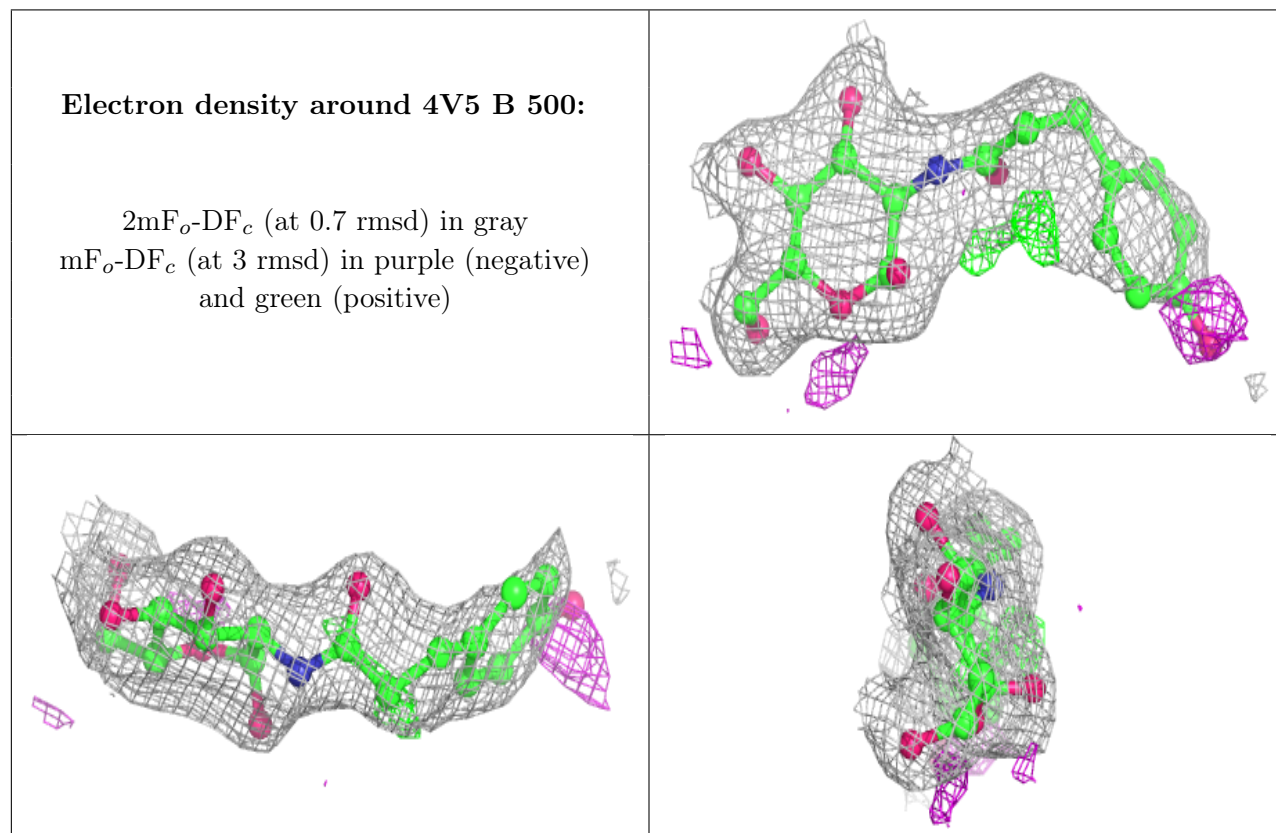 Electron density around 4V5 B 500:
2mFo-DFc (at 0.7 rmsd) in gray
mFo-DFc (at 3 rmsd) in purple (negative)
and green (positive)